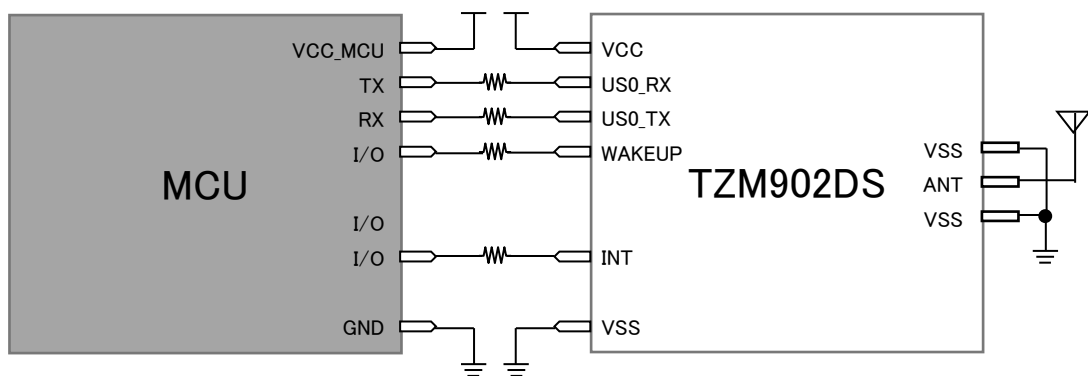 VCC_MCU
TX
RX
I/O
I/O
I/O
GND
MCU
VCC
US0_RX
US0_TX
WAKEUP
INT
VSS
TZM902DS
VSS
ANT
VSS